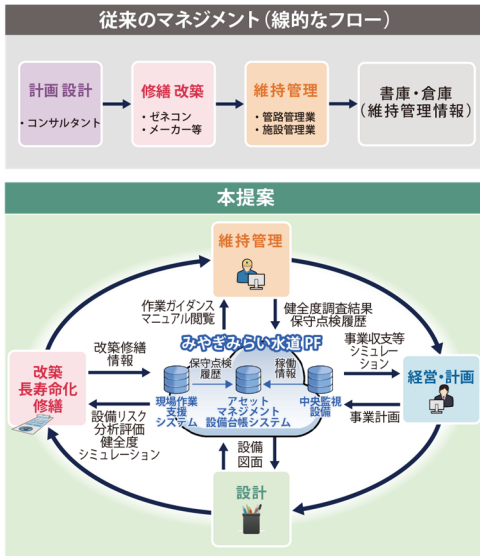 従来のマネジメント（線的なフロー）
計画 設計
・コンサルタント
修繕 改築
・ゼネコン
・メーカー等
維持管理
・管路管理業
・施設管理業
書庫・倉庫
（維持管理情報）
本提案
維持管理
作業ガイダンス
マニュアル閲覧
健全度調査結果
保守点検履歴
みやぎみらい水道 PF
改築修繕
情報
保守点検
履歴
稼働
情報
事業収支等
シミュレー
ション
改築
長寿命化
修繕
現場作業
支援
システム
アセット
マネジメント
設備台帳システム
中央監視
設備
経営・計画
設備リスク
分析評価
健全度
シミュレーション
事業計画
設備
図面
設計